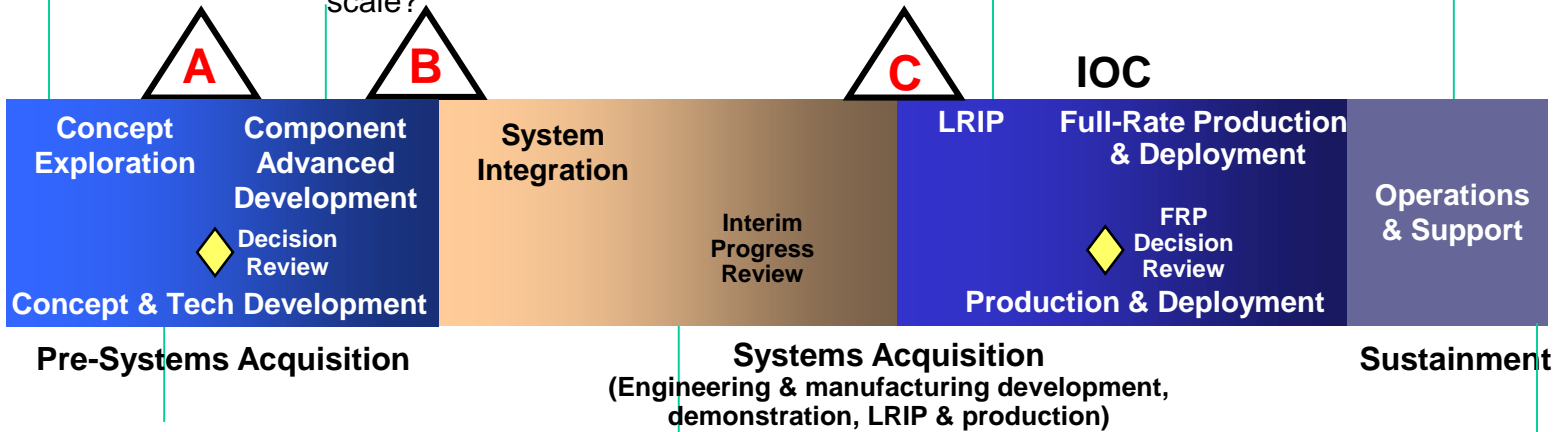 scale?
A
B
C
IOC
Concept
Exploration
Component
Advanced
Development
Decision
Review
Concept & Tech Development
System
Integration
Interim
Progress
Review
LRIP
Full-Rate Production
& Deployment
FRP
Decision
Review
Production & Deployment
Operations
& Support
Pre-Systems Acquisition
Systems Acquisition
(Engineering & manufacturing development,
demonstration, LRIP & production)
Sustainment